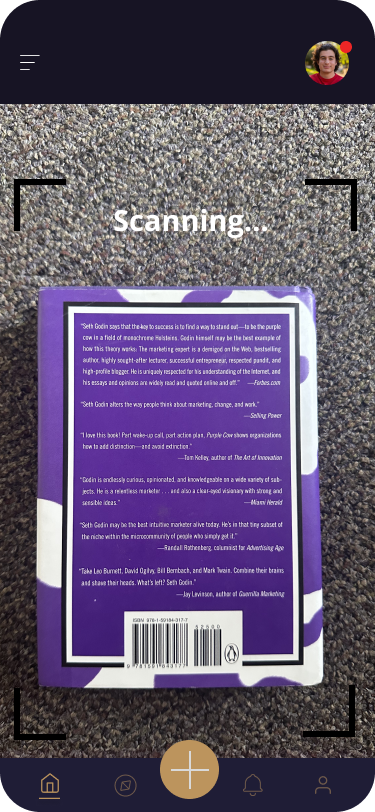 Scanning...
"Seth Godin says that the key to success is to find a way to stand out—to be the purple
cow in a field of monochrome Holsteins. Godin himself may be the best example of
how this theory works: The marketing expert is a demigod on the Web, bestselling
author, highly sought-after lecturer, successful entrepreneur, respected pundit, and
high-profile blogger. He is uniquely respected for his understanding of the Internet, and
his essays and opinions are widely read and quoted online and off." —Forbes.com
"Seth Godin alters the way people think about marketing, change, and work."
—Selling Power
"I love this book! Part wake-up call, part action plan, Purple Cow shows organizations
how to add distinction—and avoid extinction."
—Tom Kelley, author of The Art of Innovation
"Godin is endlessly curious, opinionated, and knowledgeable on a wide variety of sub-
jects. He is a relentless marketer . . . and also a clear-eyed visionary with strong and
sensible ideas." —Miami Herald
"Seth Godin may be the best intuitive marketer alive today. He's in that tiny subset of
the niche within the microcommunity of people who simply get it."
—Randall Rothenberg, columnist for Advertising Age
"Take Leo Burnett, David Ogilvy, Bill Bernbach, and Mark Twain. Combine their brains
and shave their heads. What's left? Seth Godin."
—Jay Levinson, author of Guerrilla Marketing
ISBN 978-1-59184-317-7
52500
9 781591 843177